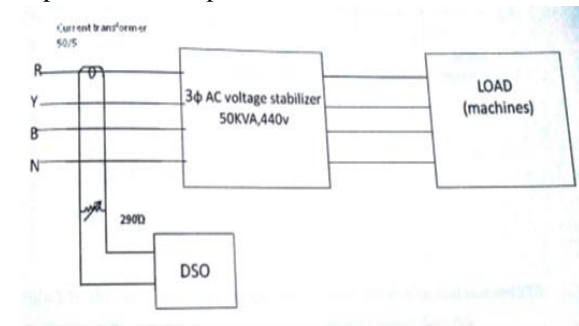 Current transformer
50/5
R
Y
B
N
3ϕ AC voltage stabilizer
50KVA,440v
LOAD
(machines)
290Ω
DSO